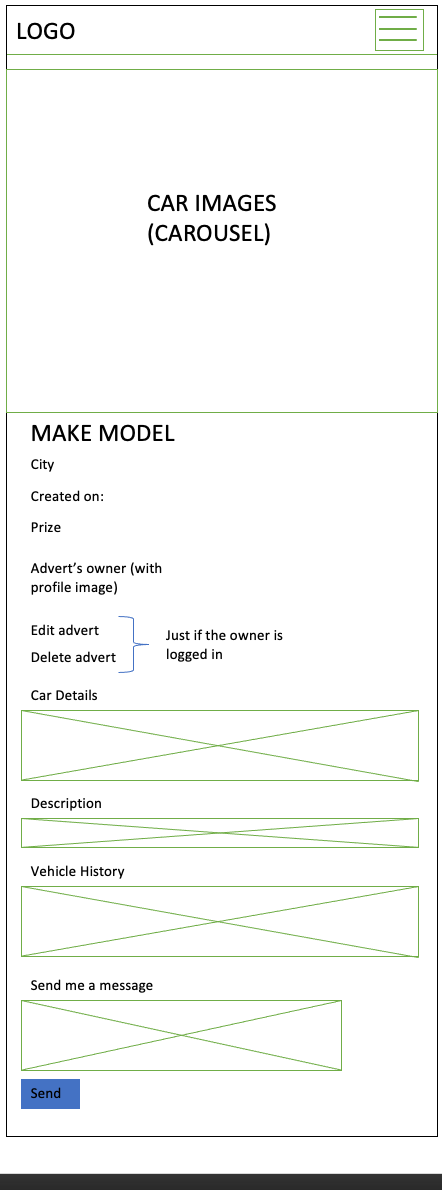 LOGO
CAR IMAGES
(CAROUSEL)
MAKE MODEL
City
Created on:
Prize
Advert’s owner (with
profile image)
Edit advert
Delete advert
Just if the owner is
logged in
Car Details
Description
Vehicle History
Send me a message
Send